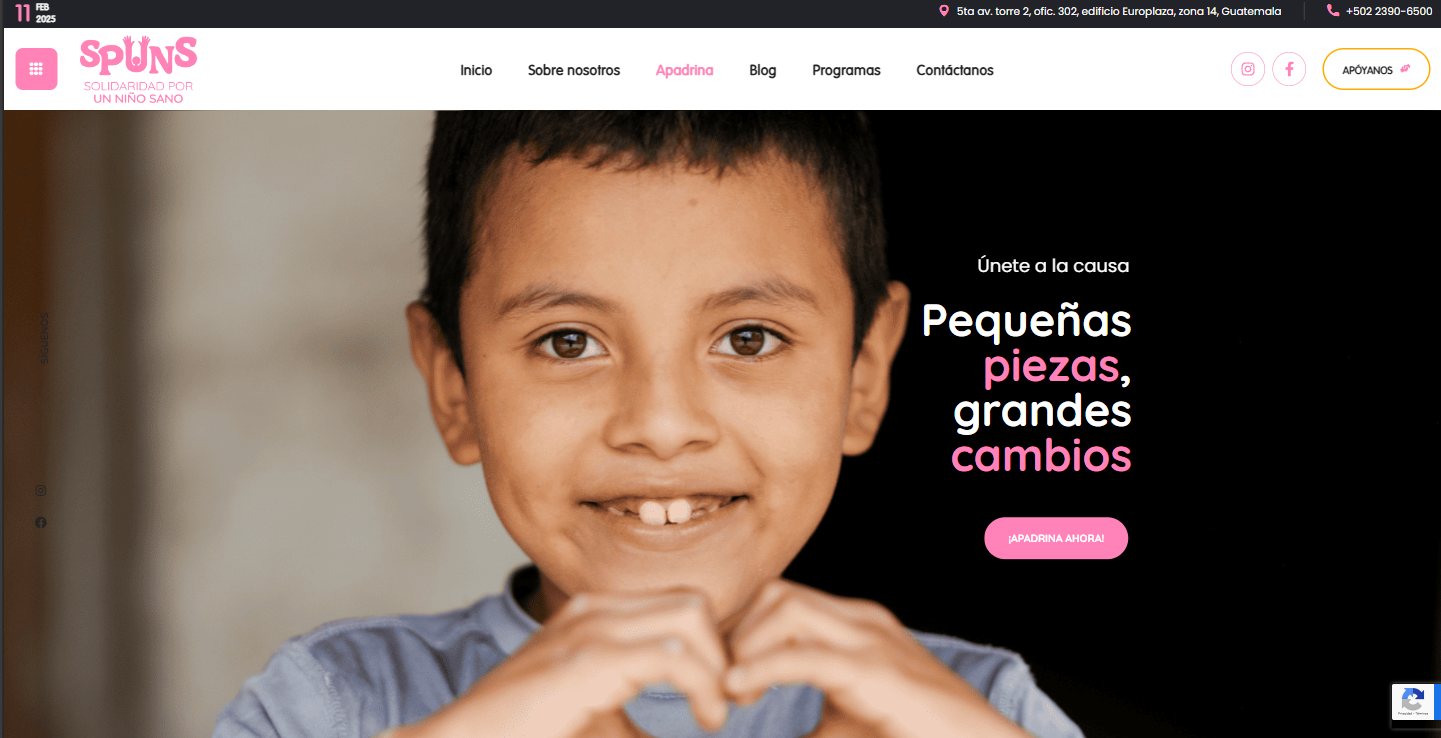 11 FEB
2025
5ta av. torre 2, ofic. 302, edificio Europlaza, zona 14, Guatemala
+502 2390-6500
SPUNS
SOLIDARIDAD POR
UN NIÑO SANO
Inicio
Sobre nosotros
Apadrina
Blog
Programas
Contáctanos
APÓYANOS
SÍGUENOS
Únete a la causa
Pequeñas
piezas,
grandes
cambios
¡APADRINA AHORA!
Privacidad - Términos